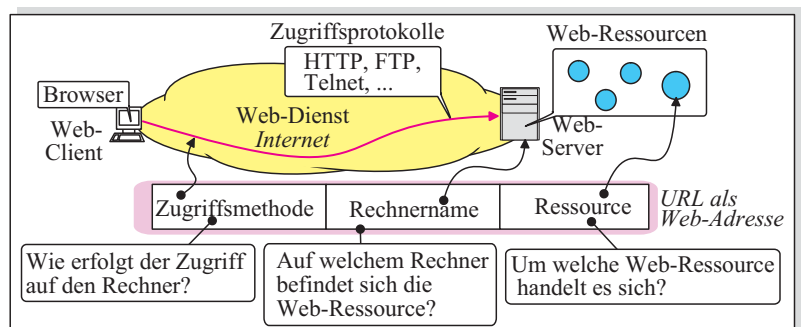 Zugriffsprotokolle
HTTP, FTP,
Telnet, ...
Web-Ressourcen
Browser
Web-
Client
Web-Dienst
Internet
Web-
Server
Zugriffsmethode
Rechnername
Ressource
URL als
Web-Adresse
Wie erfolgt der Zugriff
auf den Rechner?
Auf welchem Rechner
befindet sich die
Web-Ressource?
Um welche Web-Ressource
handelt es sich?